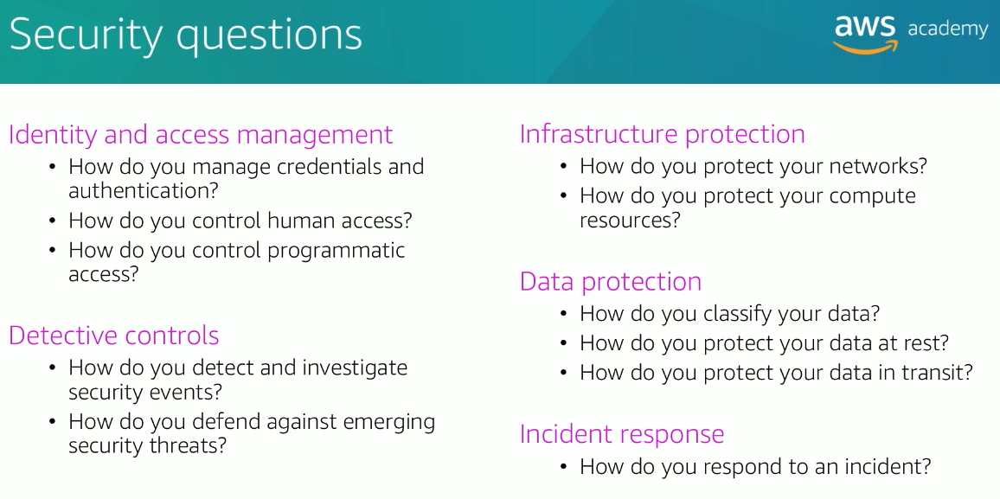 Security questions
aws academy
Identity and access management
• How do you manage credentials and
authentication?
• How do you control human access?
• How do you control programmatic
access?
Detective controls
• How do you detect and investigate
security events?
• How do you defend against emerging
security threats?
Infrastructure protection
• How do you protect your networks?
• How do you protect your compute
resources?
Data protection
• How do you classify your data?
• How do you protect your data at rest?
• How do you protect your data in transit?
Incident response
• How do you respond to an incident?